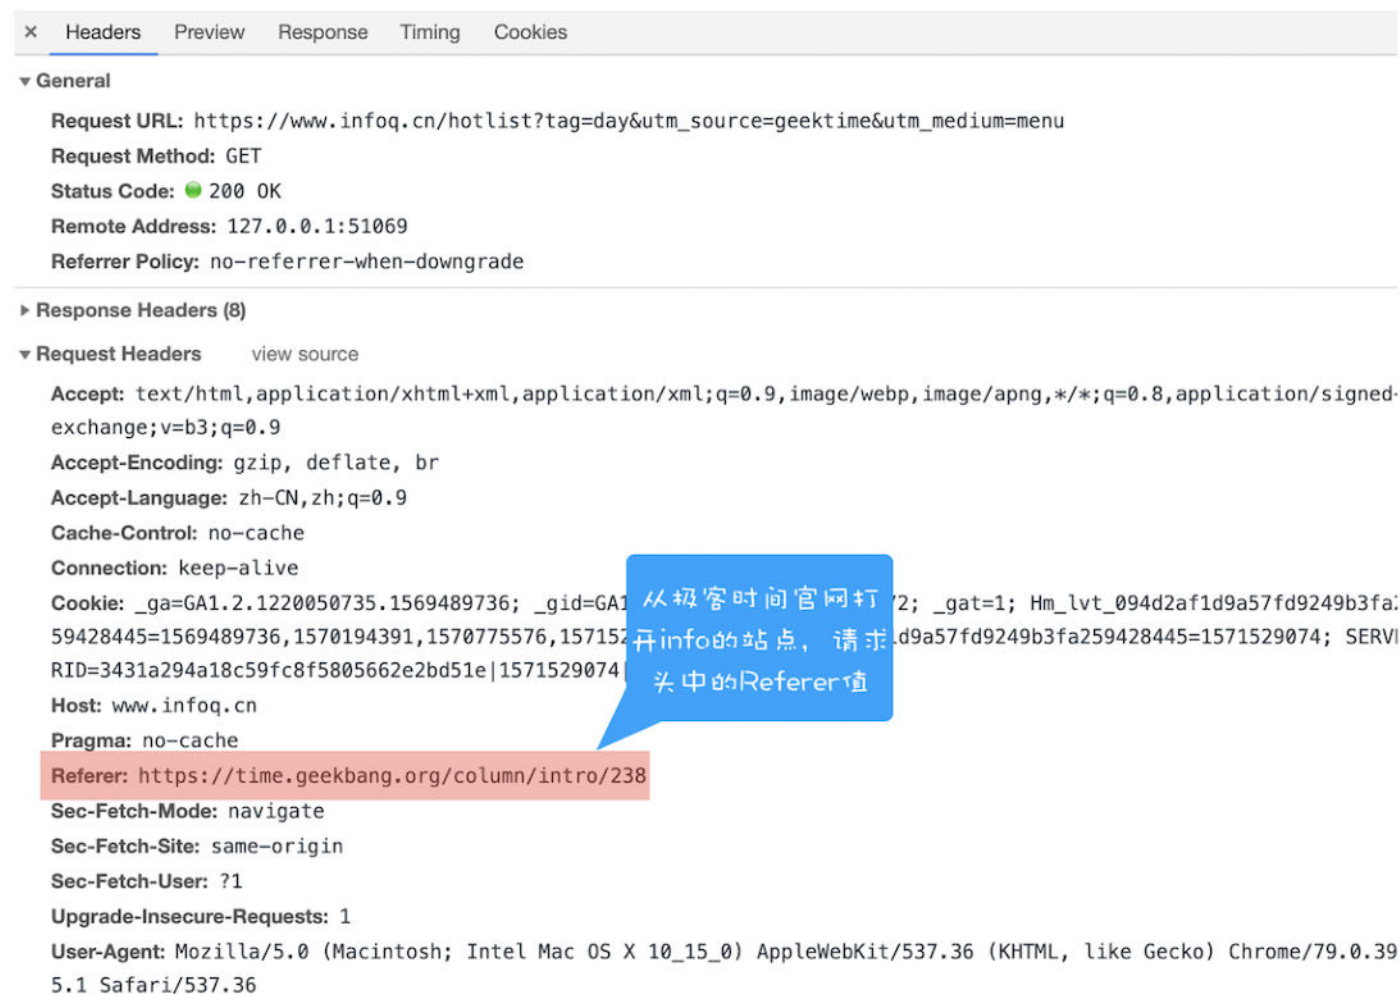 × Headers Preview Response Timing Cookies
▼ General
Request URL: https://www.infoq.cn/hotlist?tag=day&utm_source=geektime&utm_medium=menu
Request Method: GET
Status Code: 200 OK
Remote Address: 127.0.0.1:51069
Referrer Policy: no-referrer-when-downgrade
▶ Response Headers (8)
▼ Request Headers view source
Accept: text/html,application/xhtml+xml,application/xml;q=0.9,image/webp,image/apng,*/*;q=0.8,application/signed-
exchange;v=b3;q=0.9
Accept-Encoding: gzip, deflate, br
Accept-Language: zh-CN,zh;q=0.9
Cache-Control: no-cache
Connection: keep-alive
Cookie: _ga=GA1.2.1220050735.1569489736; _gid=GA1 2; _gat=1; Hm_lvt_094d2af1d9a57fd9249b3fa2
59428445=1569489736,1570194391,1570775576,157152 1d9a57fd9249b3fa259428445=1571529074; SERVE
RID=3431a294a18c59fc8f5805662e2bd51e|1571529074|
从极客时间官网打
开info的站点，请求
头中的Referer值
Host: www.infoq.cn
Pragma: no-cache
Referer: https://time.geekbang.org/column/intro/238
Sec-Fetch-Mode: navigate
Sec-Fetch-Site: same-origin
Sec-Fetch-User: ?1
Upgrade-Insecure-Requests: 1
User-Agent: Mozilla/5.0 (Macintosh; Intel Mac OS X 10_15_0) AppleWebKit/537.36 (KHTML, like Gecko) Chrome/79.0.39
5.1 Safari/537.36